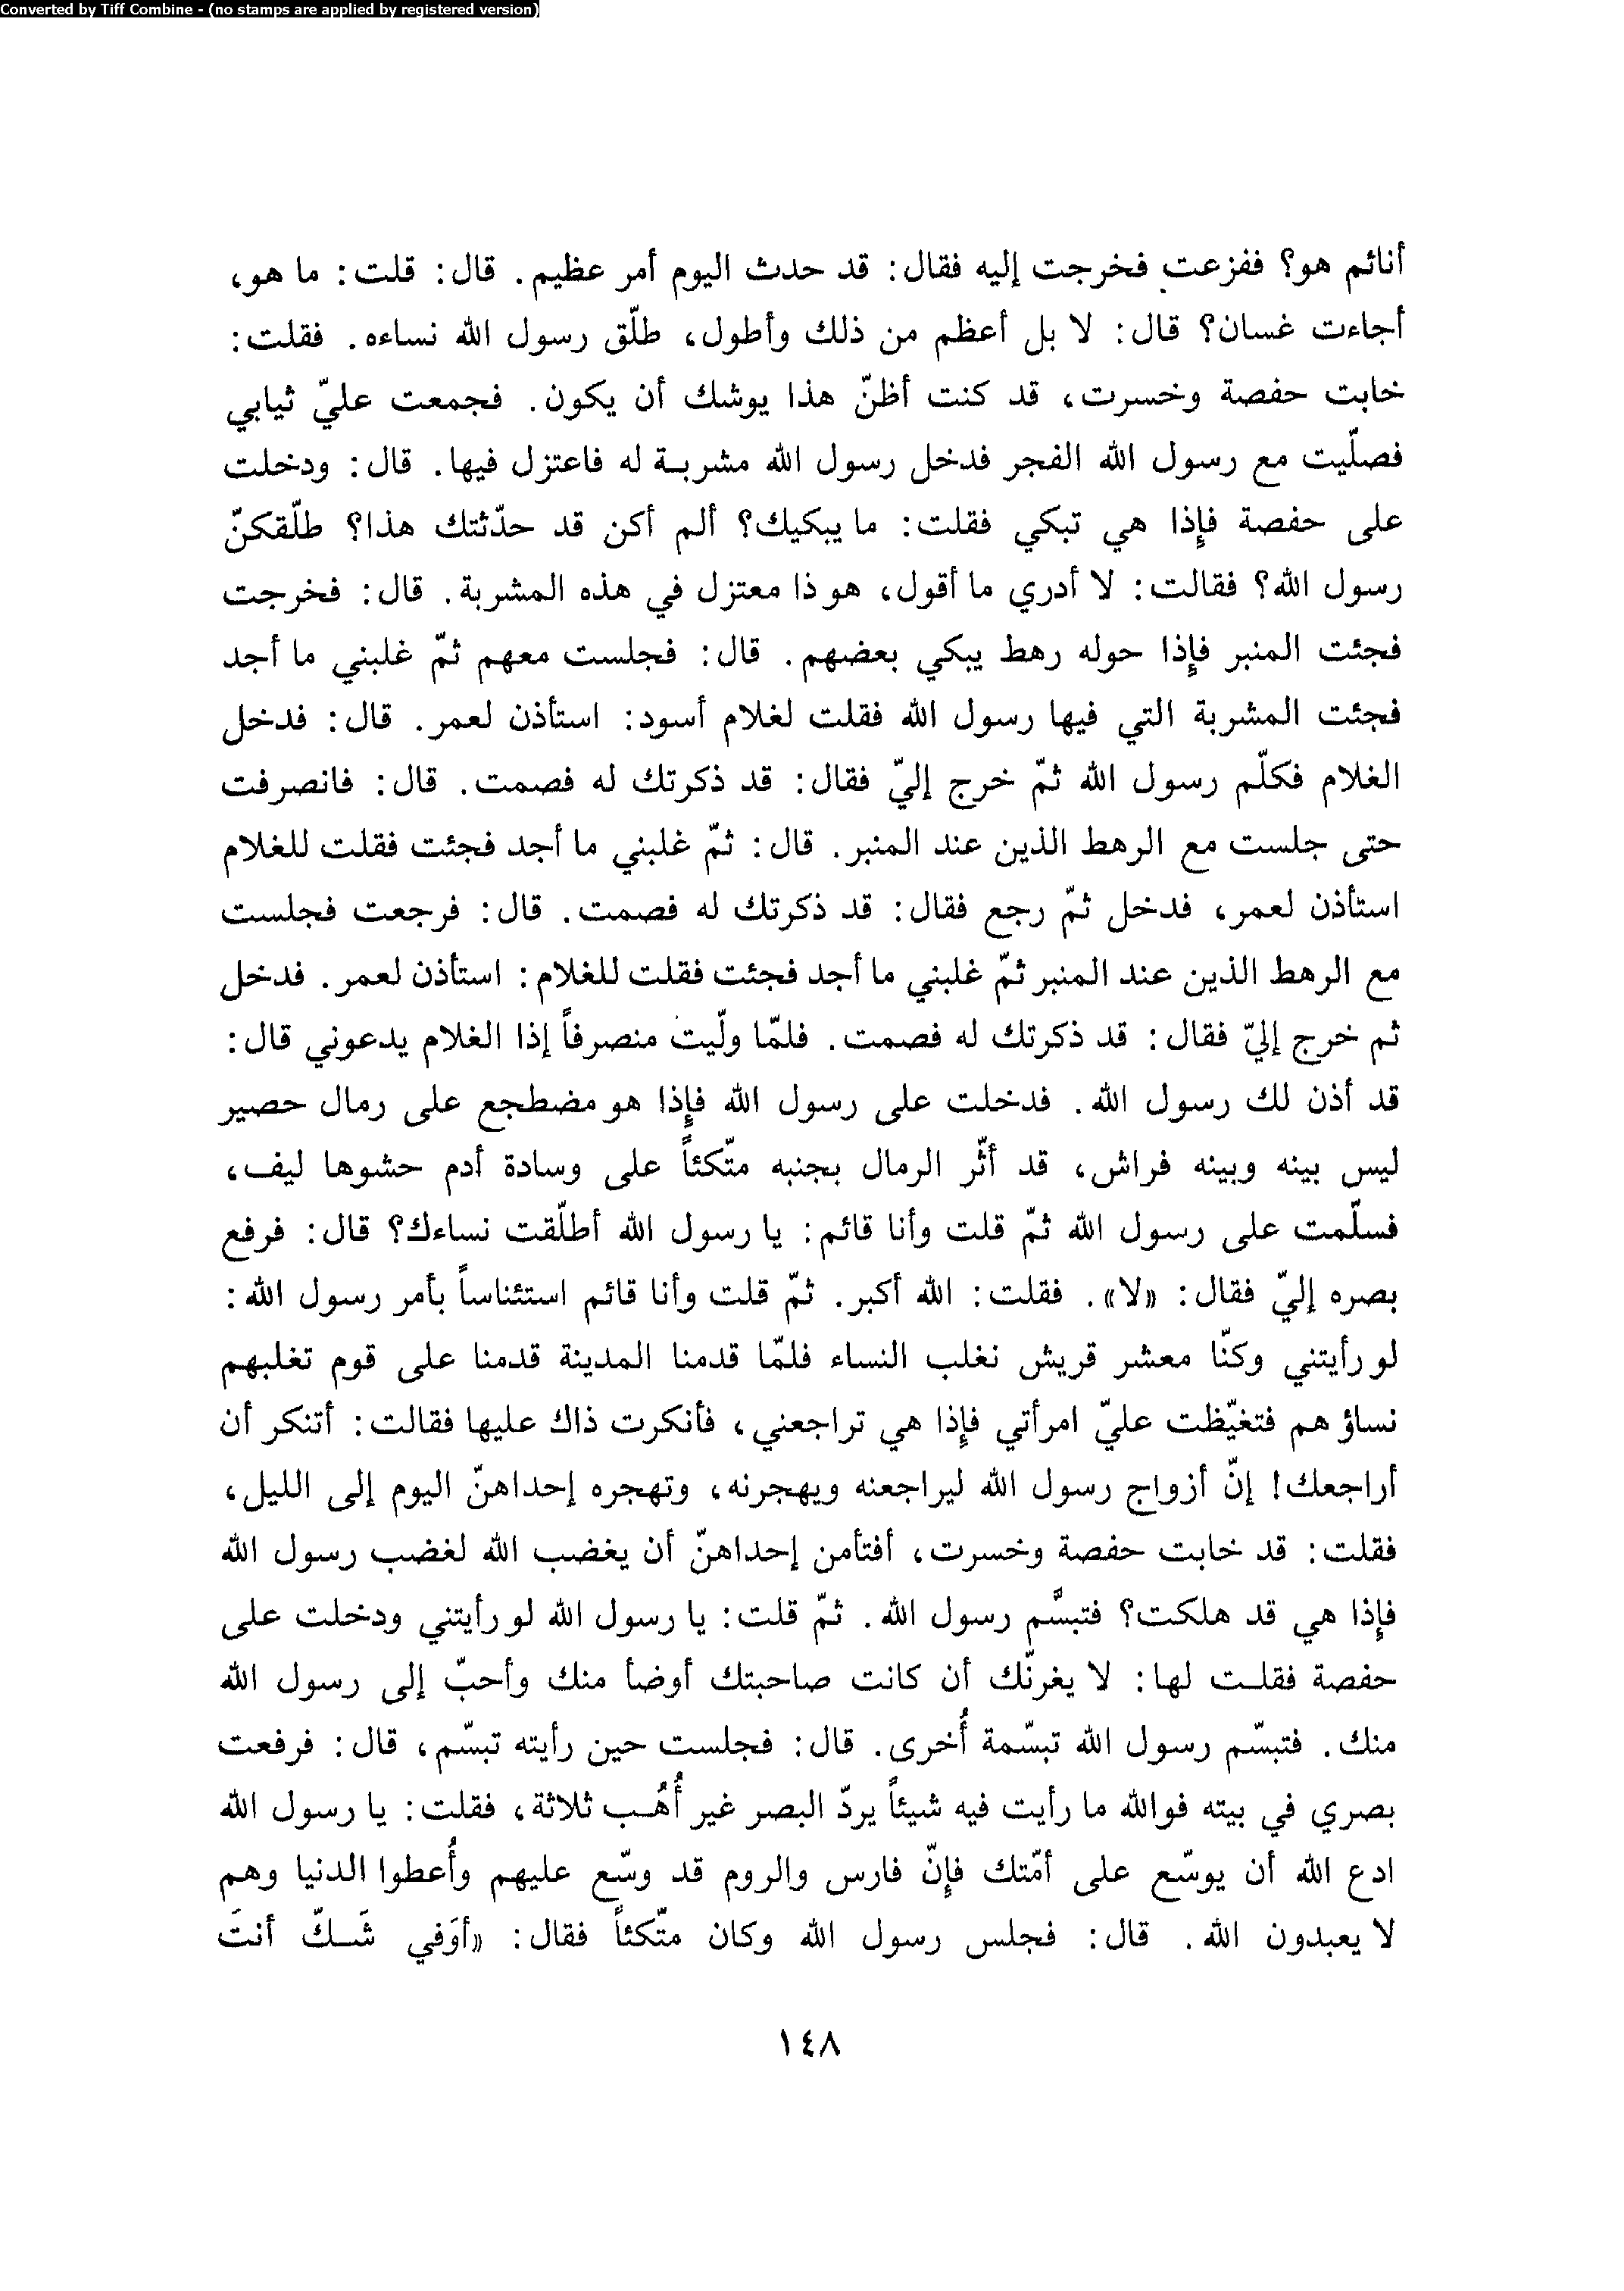 Converted by Tiff Combine - (no stamps are applied by registered version)
أنائم هو؟ ففزعت فخرجت إليه فقال: قد حدث اليوم أمر عظيم. قال: قلت: ما هو،
أجاءت غسان؟ قال: لا بل أعظم من ذلك وأطول، طلّق رسول الله نساءه. فقلت:
خابت حفصة وخسرت، قد كنت أظنّ هذا يوشك أن يكون. فجمعت عليّ ثيابي
فصلّيت مع رسول الله الفجر فدخل رسول الله مشربـة له فاعتزل فيها. قال: ودخلت
على حفصة فإذا هي تبكي فقلت: ما يبكيك؟ ألم أكن قد حدّثتك هذا؟ طلّقكنّ
رسول الله؟ فقالت: لا أدري ما أقول، هو ذا معتزل في هذه المشربة. قال: فخرجت
فجئت المنبر فإذا حوله رهط يبكي بعضهم. قال: فجلست معهم ثمّ غلبني ما أجد
فجئت المشربة التي فيها رسول الله فقلت لغلام أسود: استأذن لعمر. قال: فدخل
الغلام فكلّم رسول الله ثمّ خرج إليّ فقال: قد ذكرتك له فصمت. قال: فانصرفت
حتى جلست مع الرهط الذين عند المنبر. قال: ثمّ غلبني ما أجد فجئت فقلت للغلام
استأذن لعمر، فدخل ثمّ رجع فقال: قد ذكرتك له فصمت. قال: فرجعت فجلست
مع الرهط الذين عند المنبر ثمّ غلبني ما أجد فجئت فقلت للغلام: استأذن لعمر. فدخل
ثم خرج إليّ فقال: قد ذكرتك له فصمت. فلمّا ولّيت منصرفاً إذا الغلام يدعوني قال:
قد أذن لك رسول الله. فدخلت على رسول الله فإذا هو مضطجع على رمال حصير
ليس بينه وبينه فراش، قد أثّر الرمال بجنبه متّكئاً على وسادة أدم حشوها ليف،
فسلّمت على رسول الله ثمّ قلت وأنا قائم: يا رسول الله أطلّقت نساءك؟ قال: فرفع
بصره إليّ فقال: «لا». فقلت: الله أكبر. ثمّ قلت وأنا قائم استئناساً بأمر رسول الله:
لو رأيتني وكنّا معشر قريش نغلب النساء فلمّا قدمنا المدينة قدمنا على قوم تغلبهم
نساؤ هم فتغيّظت عليّ امرأتي فإذا هي تراجعني، فأنكرت ذاك عليها فقالت: أتنكر أن
أراجعك! إنّ أزواج رسول الله ليراجعنه ويهجرنه، وتهجره إحداهنّ اليوم إلى الليل،
فقلت: قد خابت حفصة وخسرت، أفتأمن إحداهنّ أن يغضب الله لغضب رسول الله
فإذا هي قد هلكت؟ فتبسَّم رسول الله. ثمّ قلت: يا رسول الله لو رأيتني ودخلت على
حفصة فقلـت لها: لا يغرنّك أن كانت صاحبتك أوضأ منك وأحبّ إلى رسول الله
منك. فتبسّم رسول الله تبسّمة أُخرى. قال: فجلست حين رأيته تبسّم، قال: فرفعت
بصري في بيته فوالله ما رأيت فيه شيئاً يردّ البصر غير أُهُـب ثلاثة، فقلت: يا رسول الله
ادع الله أن يوسّع على أمّتك فإنّ فارس والروم قد وسّع عليهم وأُعطوا الدنيا وهم
لا يعبدون الله. قال: فجلس رسول الله وكان متّكئاً فقال: «أوَفي شَـكّ أنتَ
١٤٨